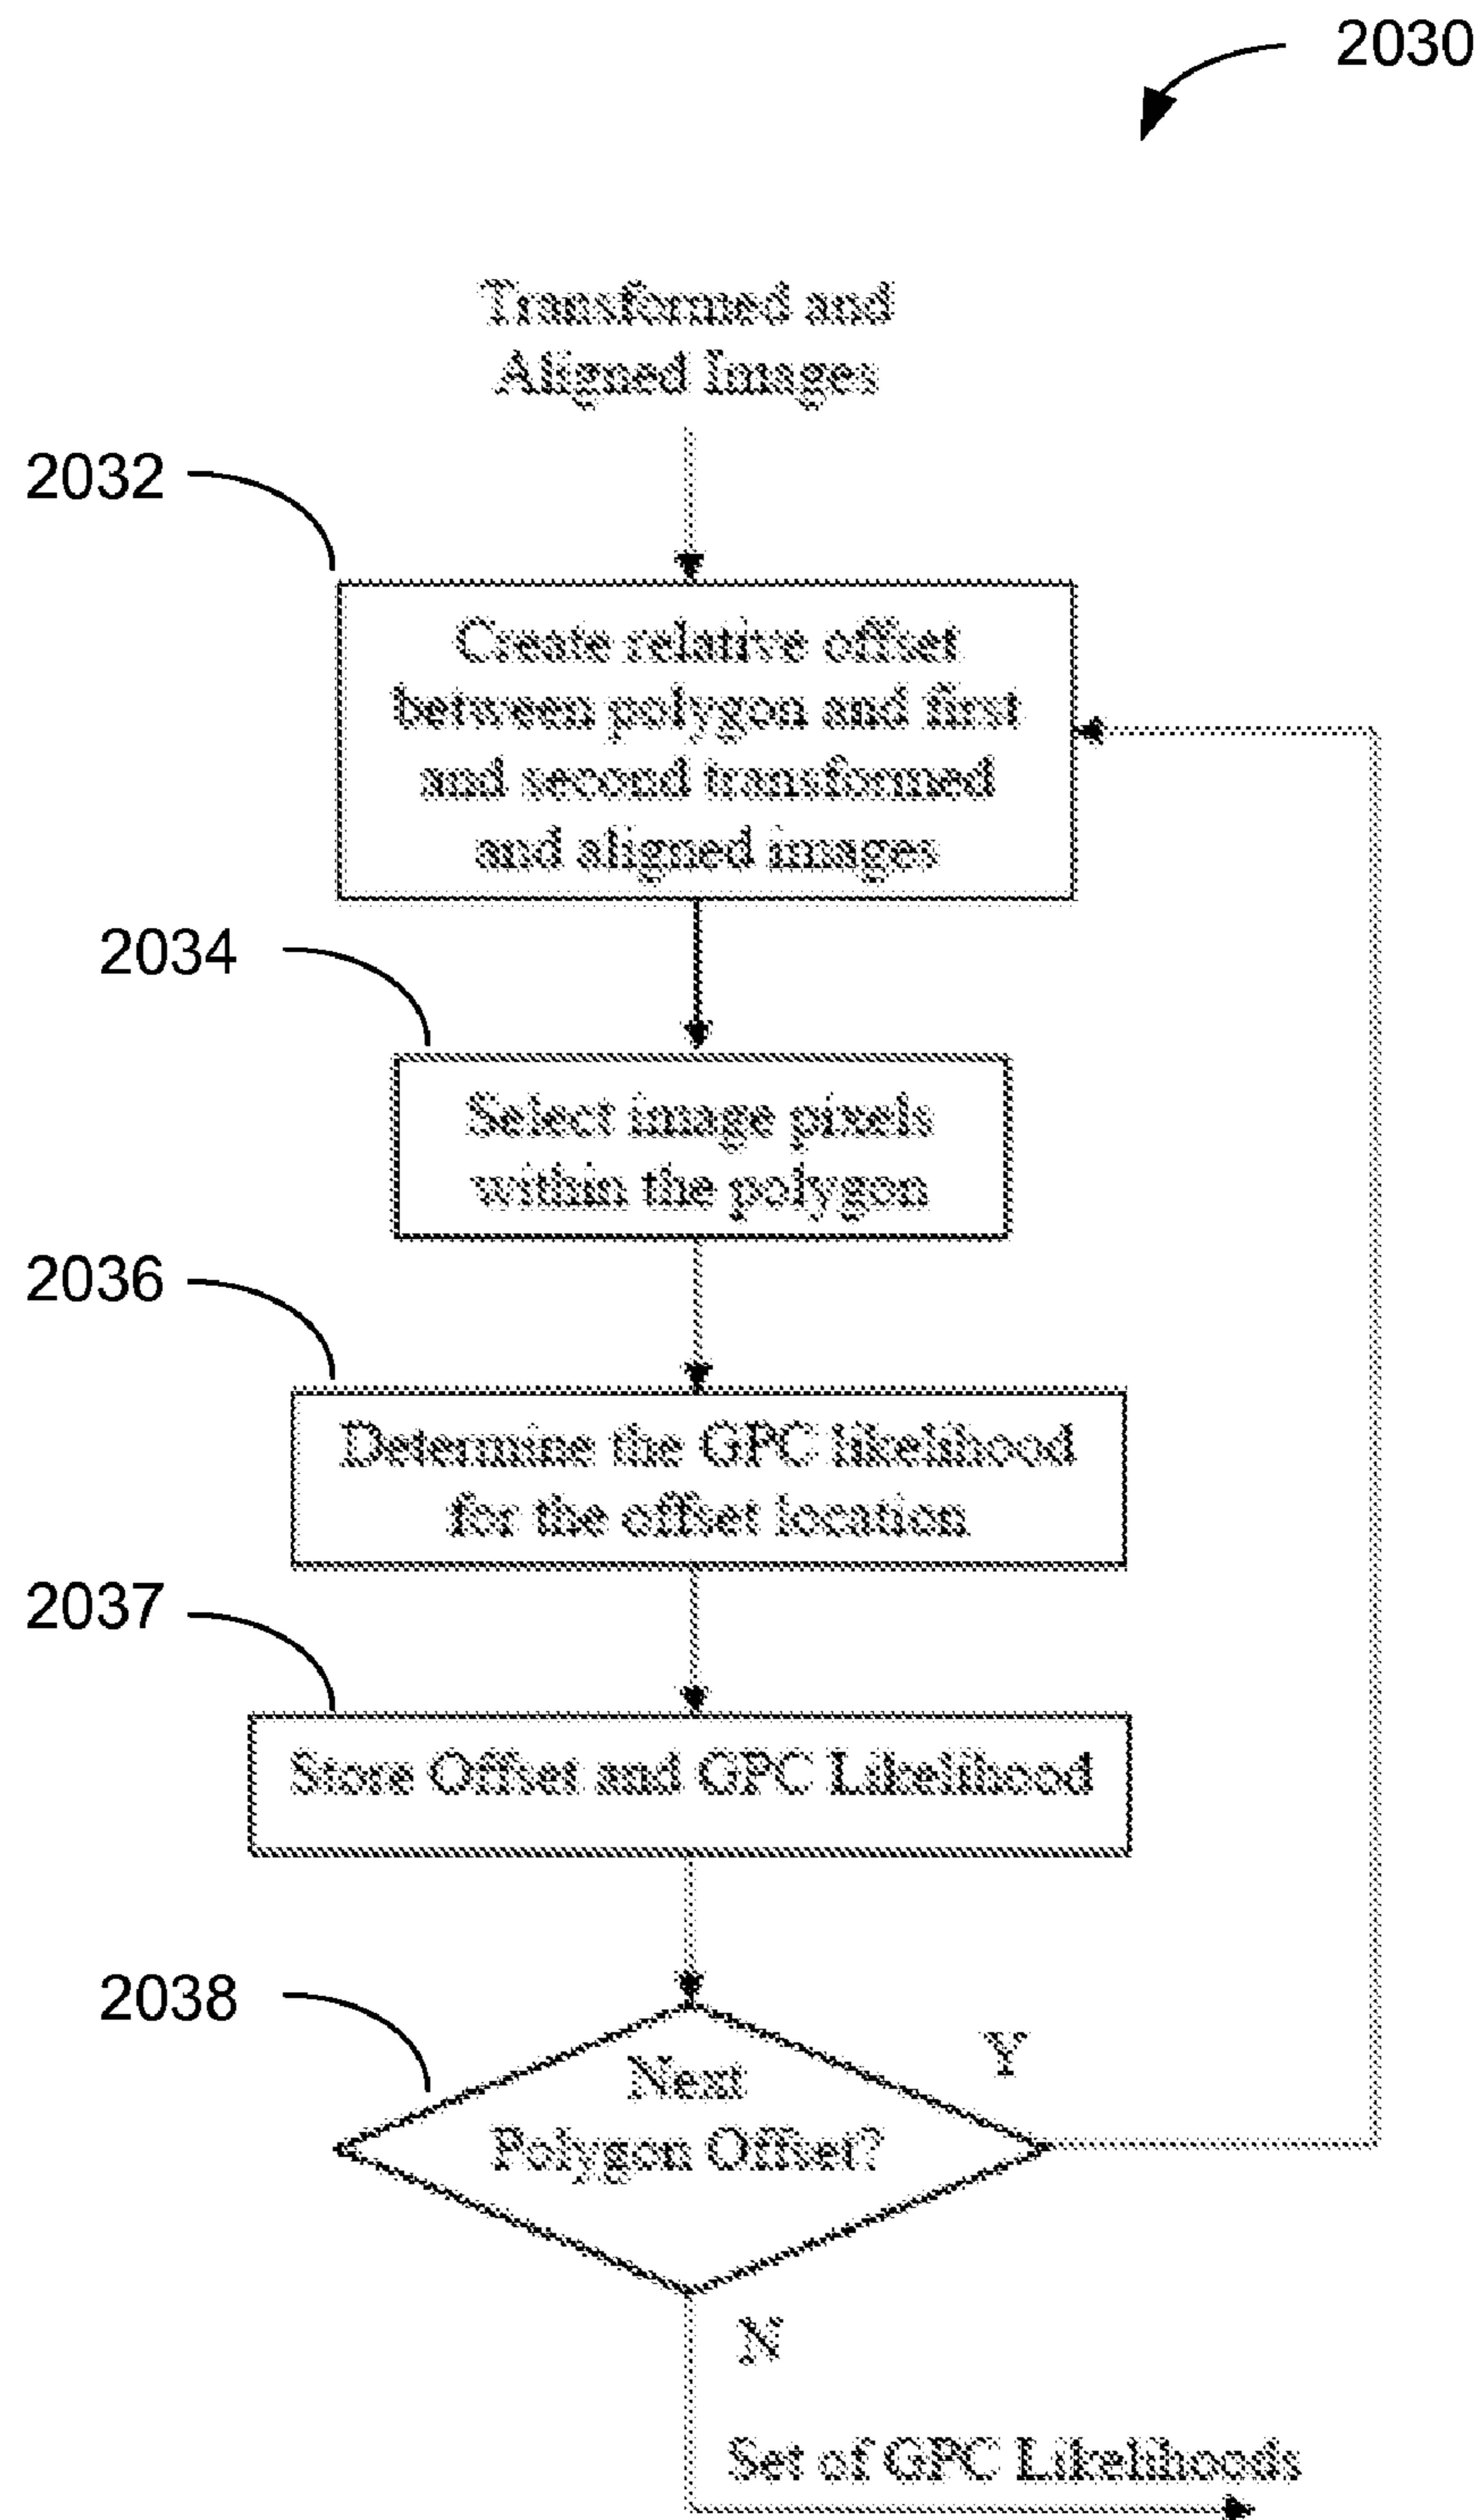 2030
Transformed and
Aligned Images
2032
Create relative offset
between polygon and first
and second transformed
and aligned images
2034
Select image pixels
within the polygon
2036
Determine the GPC likelihood
for the offset location
2037
Store Offset and GPC Likelihood
2038
Next
Polygon Offset?
Y
N
Set of GPC Likelihoods